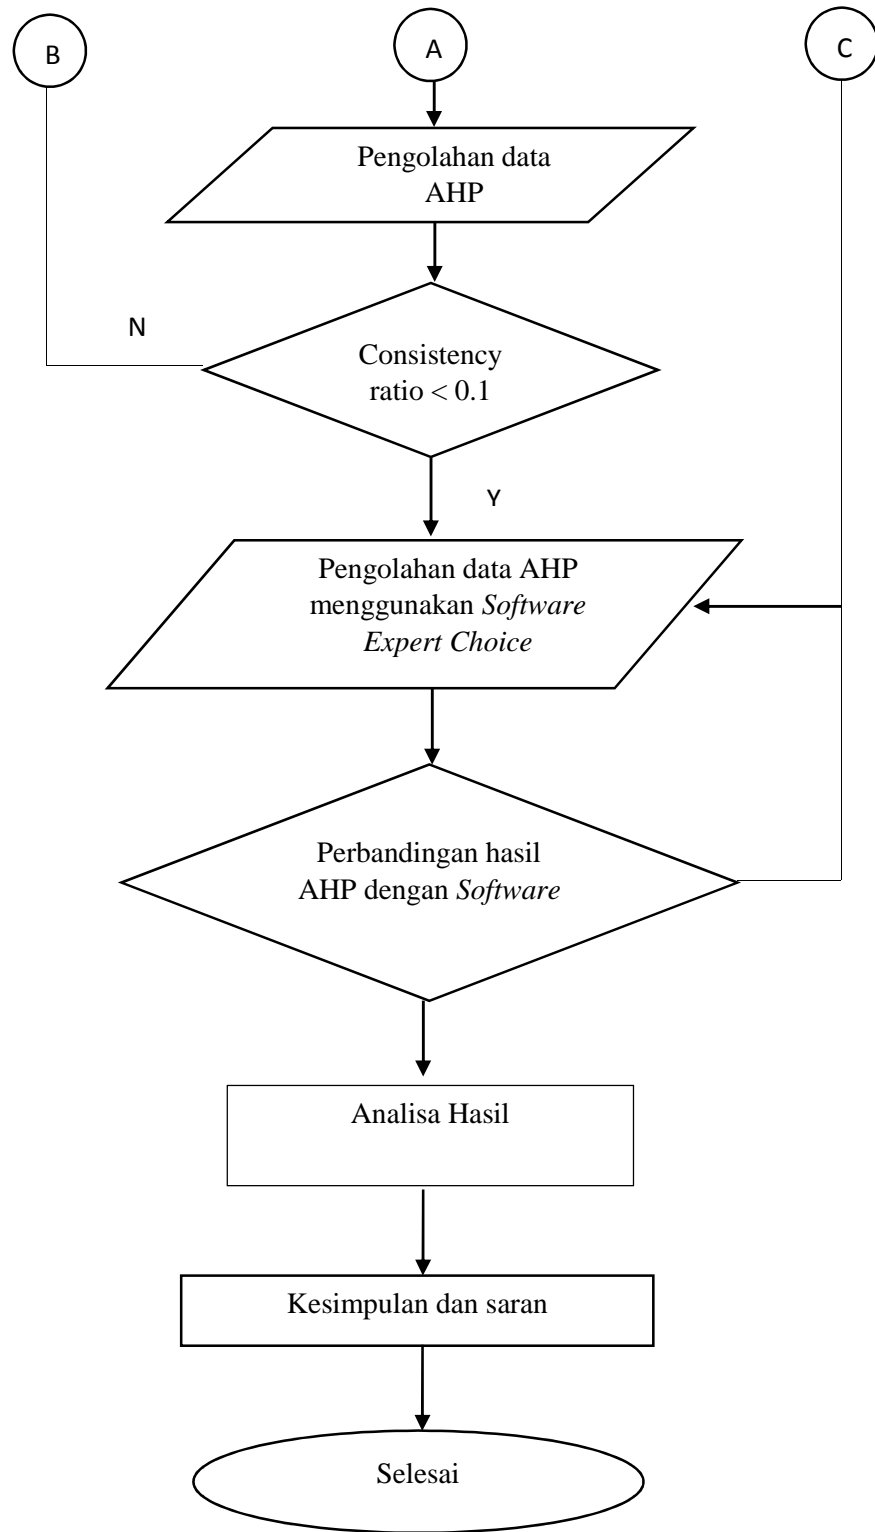 B
A
C
Pengolahan data
AHP
N
Consistency
ratio < 0.1
Y
Pengolahan data AHP
menggunakan Software
Expert Choice
Perbandingan hasil
AHP dengan Software
Analisa Hasil
Kesimpulan dan saran
Selesai